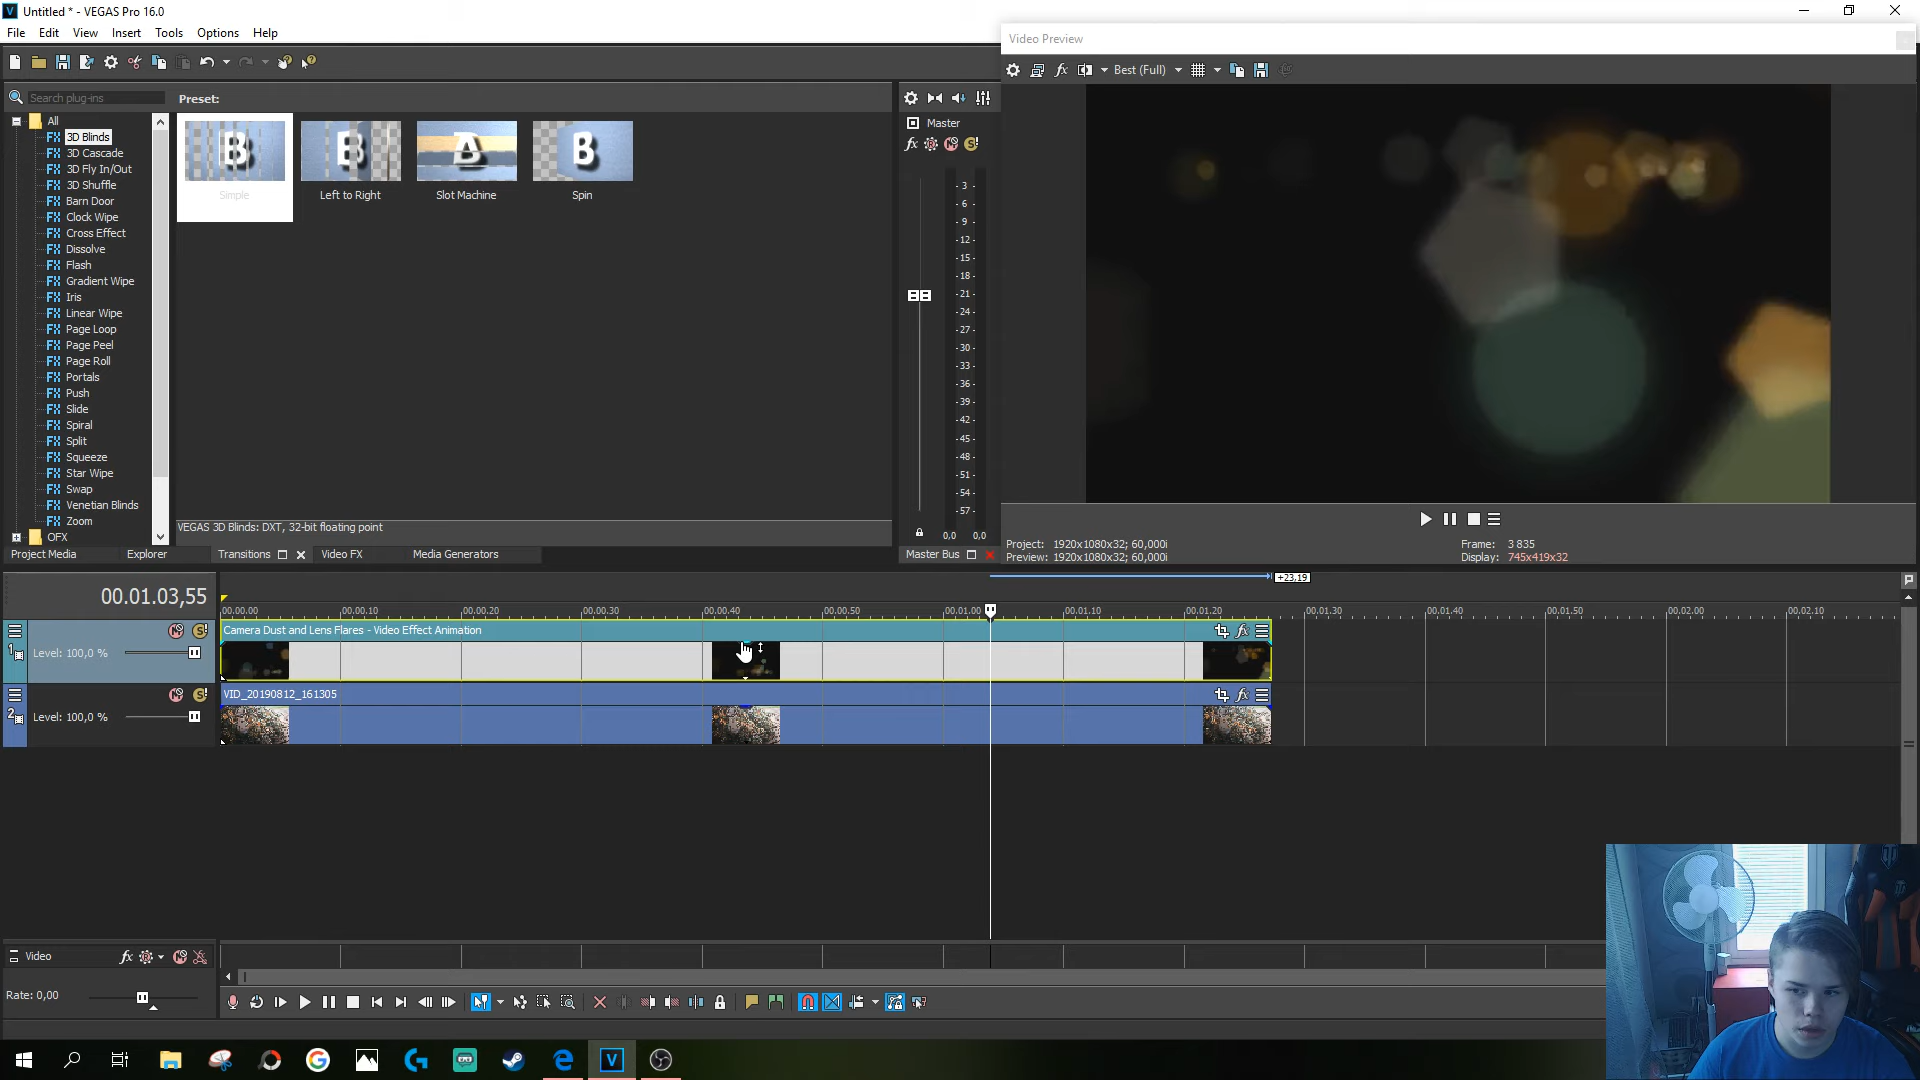 Untitled * - VEGAS Pro 16.0
File Edit View Insert Tools Options Help
Video Preview
Best (Full)
Search plug-ins
Preset:
All
3D Blinds
3D Cascade
3D Fly In/Out
3D Shuffle
Barn Door
Clock Wipe
Cross Effect
Dissolve
Flash
Gradient Wipe
Iris
Linear Wipe
Page Loop
Page Peel
Page Roll
Portals
Push
Slide
Spiral
Split
Squeeze
Star Wipe
Swap
Venetian Blinds
Zoom
OFX
Simple
Left to Right
Slot Machine
Spin
VEGAS 3D Blinds: DXT, 32-bit floating point
Project Media Explorer Transitions Video FX Media Generators
Master
- 3 -
- 6 -
- 9 -
- 12 -
- 15 -
- 18 -
- 21 -
- 24 -
- 27 -
- 30 -
- 33 -
- 36 -
- 39 -
- 42 -
- 45 -
- 48 -
- 51 -
- 54 -
- 57 -
0,0 0,0
Master Bus
Project: 1920x1080x32; 60,000i
Preview: 1920x1080x32; 60,000i
Frame: 3 835
Display: 745x419x32
00.01.03,55
+23,19
00.00.00 00.00.10 00.00.20 00.00.30 00.00.40 00.00.50 00.01.00 00.01.10 00.01.20 00.01.30 00.01.40 00.01.50 00.02.00 00.02.10
1
Level: 100,0 %
Camera Dust and Lens Flares - Video Effect Animation
2
Level: 100,0 %
VID_20190812_161305
Video
Rate: 0,00